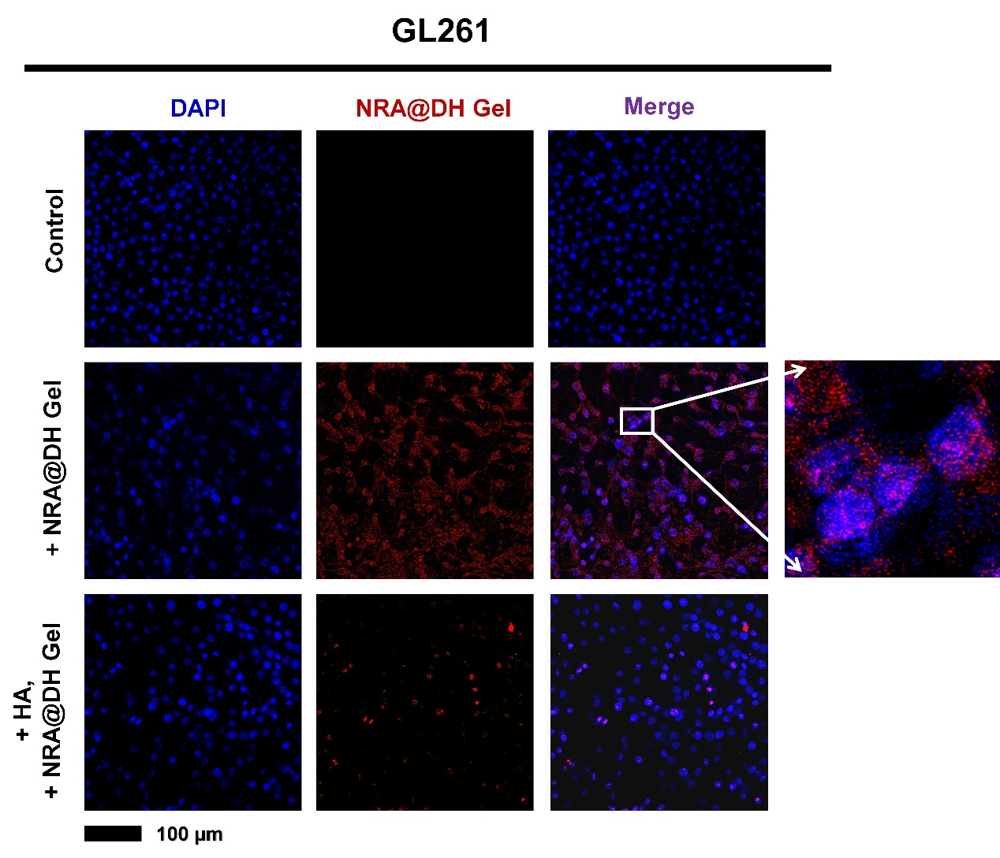 GL261
DAPI
NRA@DH Gel
Merge
Control
+ NRA@DH Gel
+ HA,
+ NRA@DH Gel
100 µm